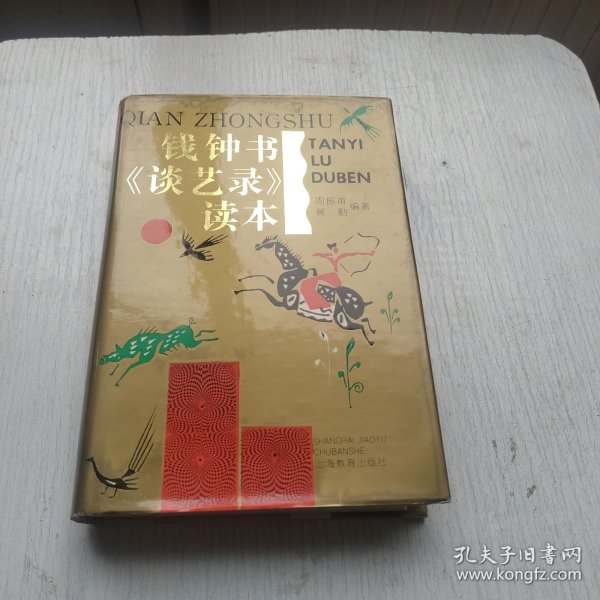 QIAN ZHONGSHU
钱钟书
《谈艺录》
读本
TANYI
LU
DUBEN
周振甫
冀勤
编著
SHANGHAI JIAOYU
CHUBANSHE
上海教育出版社
孔夫子旧书网
www.kongfz.com